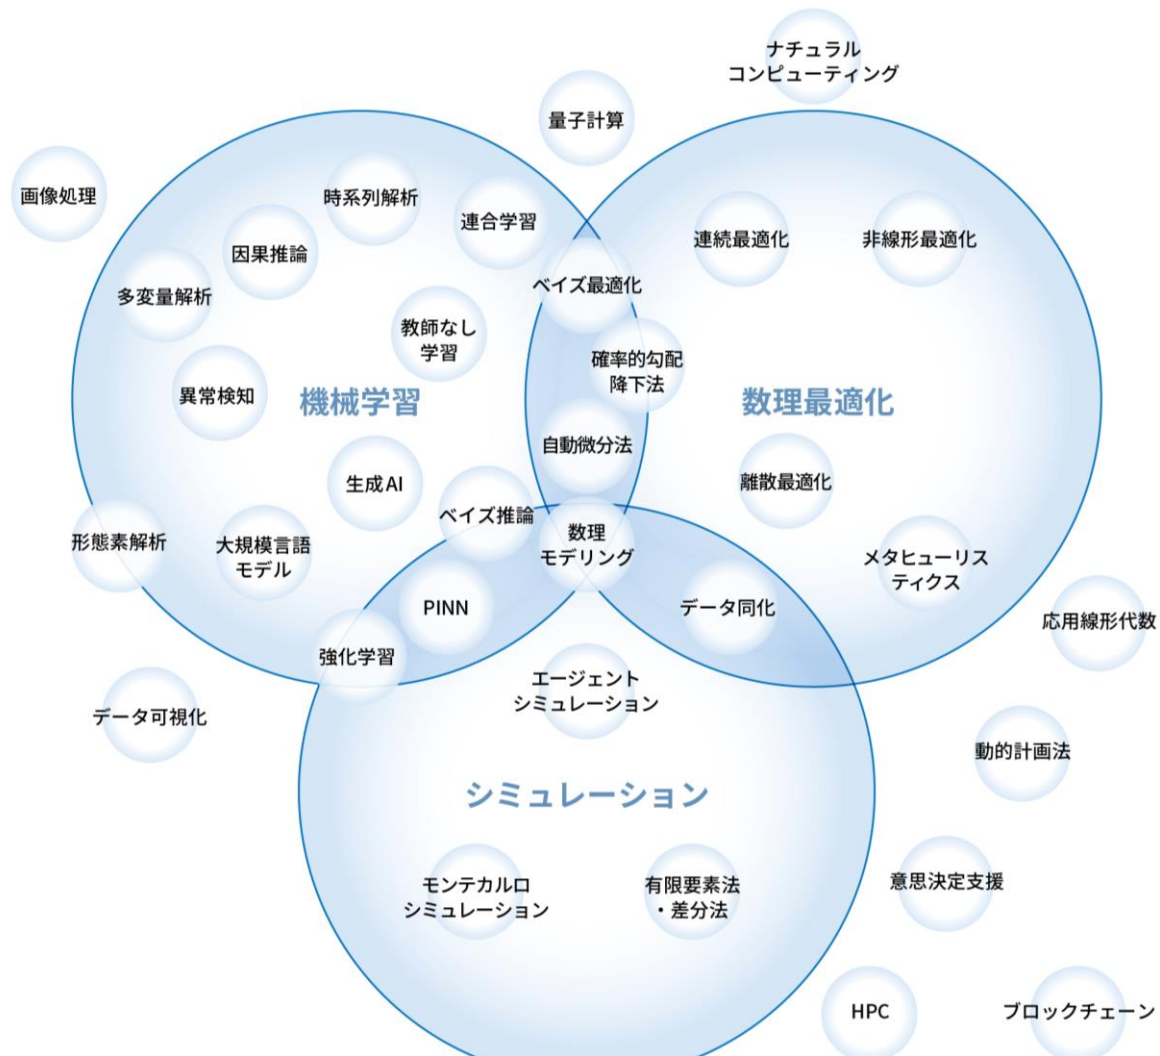 ナチュラル
コンピューティング
量子計算
画像処理
時系列解析
連合学習
因果推論
連続最適化
非線形最適化
多変量解析
ベイズ最適化
教師なし
学習
確率的勾配
降下法
異常検知
機械学習
数理最適化
自動微分法
生成AI
離散最適化
ベイズ推論
形態素解析
大規模言語
モデル
数理
モデリング
メタヒューリス
ティクス
PINN
データ同化
応用線形代数
強化学習
エージェント
シミュレーション
データ可視化
動的計画法
シミュレーション
モンテカルロ
シミュレーション
有限要素法
・差分法
意思決定支援
HPC
ブロックチェーン